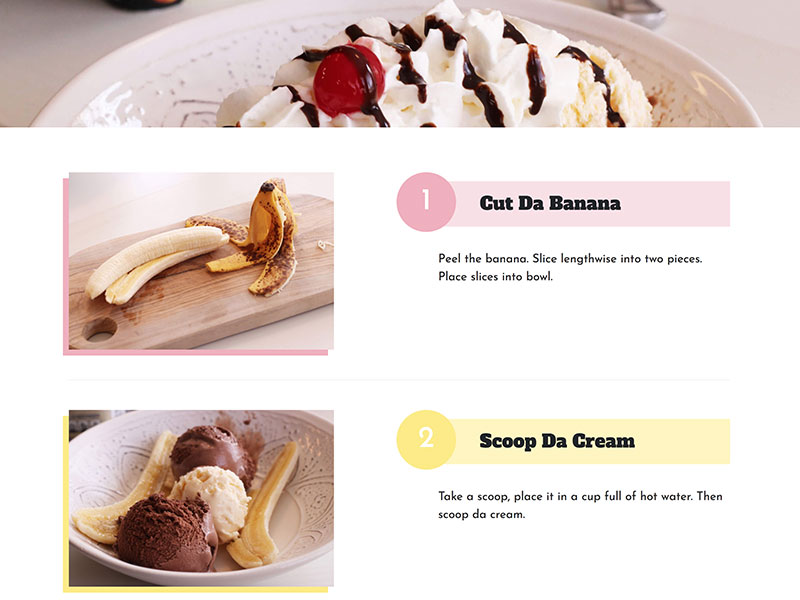 1
Cut Da Banana
Peel the banana. Slice lengthwise into two pieces.
Place slices into bowl.
2
Scoop Da Cream
Take a scoop, place it in a cup full of hot water. Then
scoop da cream.